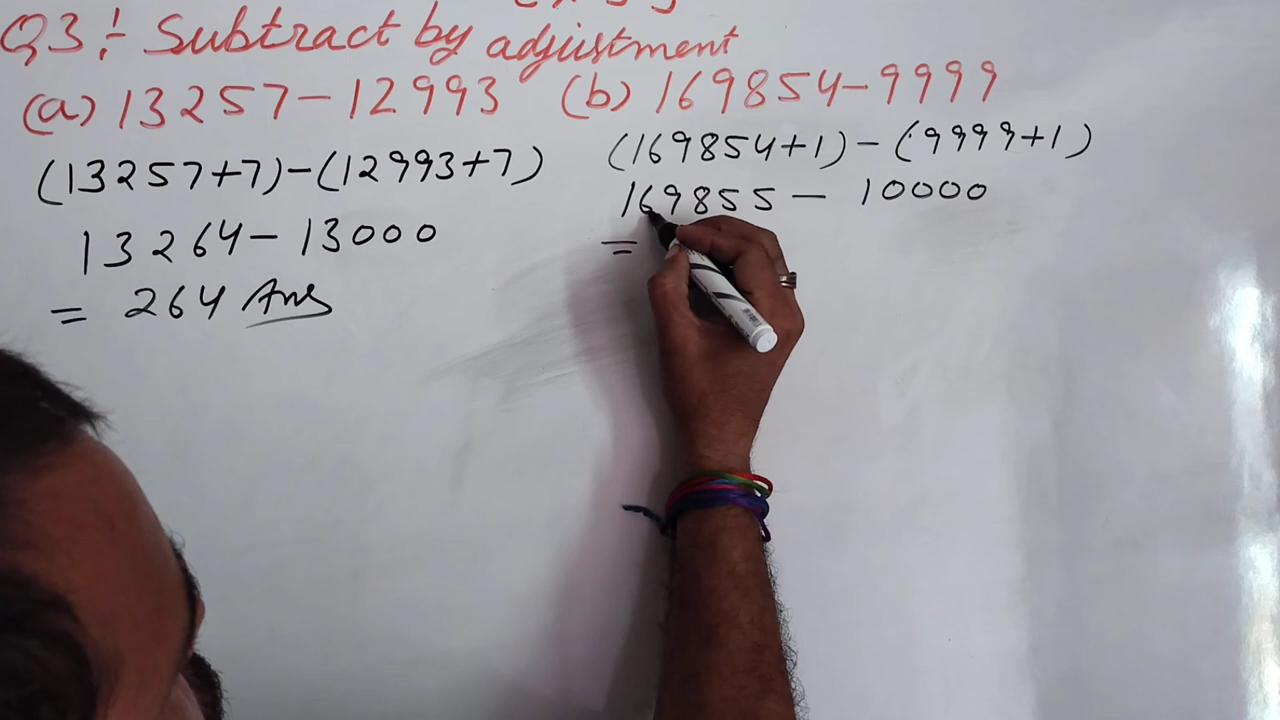 Q3:- Subtract by adjustment
(a) 13257-12993 (b) 169854-9999
(13257+7)-(12993+7)
13264-13000
= 264 Ans
(169854+1)-(9999+1)
169855-10000
=